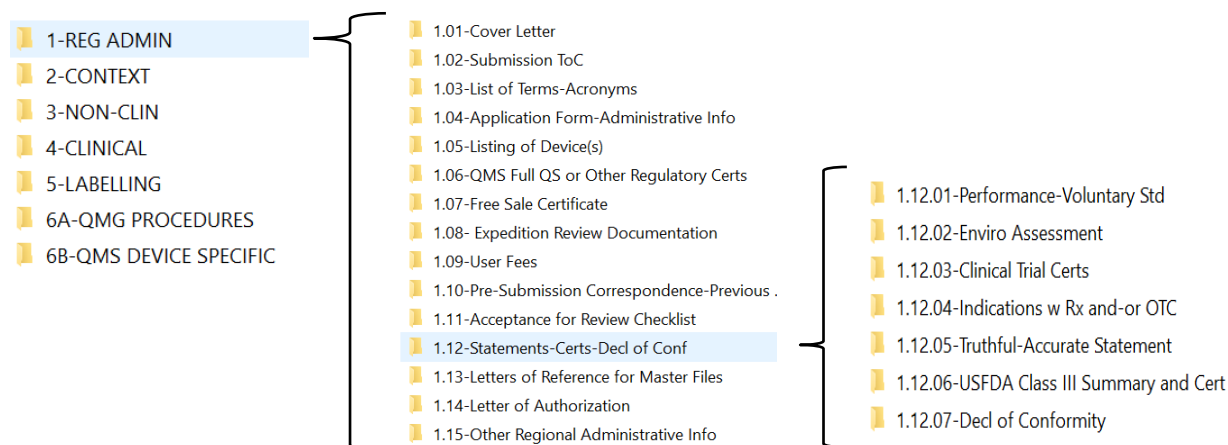 1-REG ADMIN
2-CONTEXT
3-NON-CLIN
4-CLINICAL
5-LABELLING
6A-QMG PROCEDURES
6B-QMS DEVICE SPECIFIC
1.01-Cover Letter
1.02-Submission ToC
1.03-List of Terms-Acronyms
1.04-Application Form-Administrative Info
1.05-Listing of Device(s)
1.06-QMS Full QS or Other Regulatory Certs
1.07-Free Sale Certificate
1.08- Expedition Review Documentation
1.09-User Fees
1.10-Pre-Submission Correspondence-Previous .
1.11-Acceptance for Review Checklist
1.12-Statements-Certs-Decl of Conf
1.13-Letters of Reference for Master Files
1.14-Letter of Authorization
1.15-Other Regional Administrative Info
1.12.01-Performance-Voluntary Std
1.12.02-Enviro Assessment
1.12.03-Clinical Trial Certs
1.12.04-Indications w Rx and-or OTC
1.12.05-Truthful-Accurate Statement
1.12.06-USFDA Class III Summary and Cert
1.12.07-Decl of Conformity